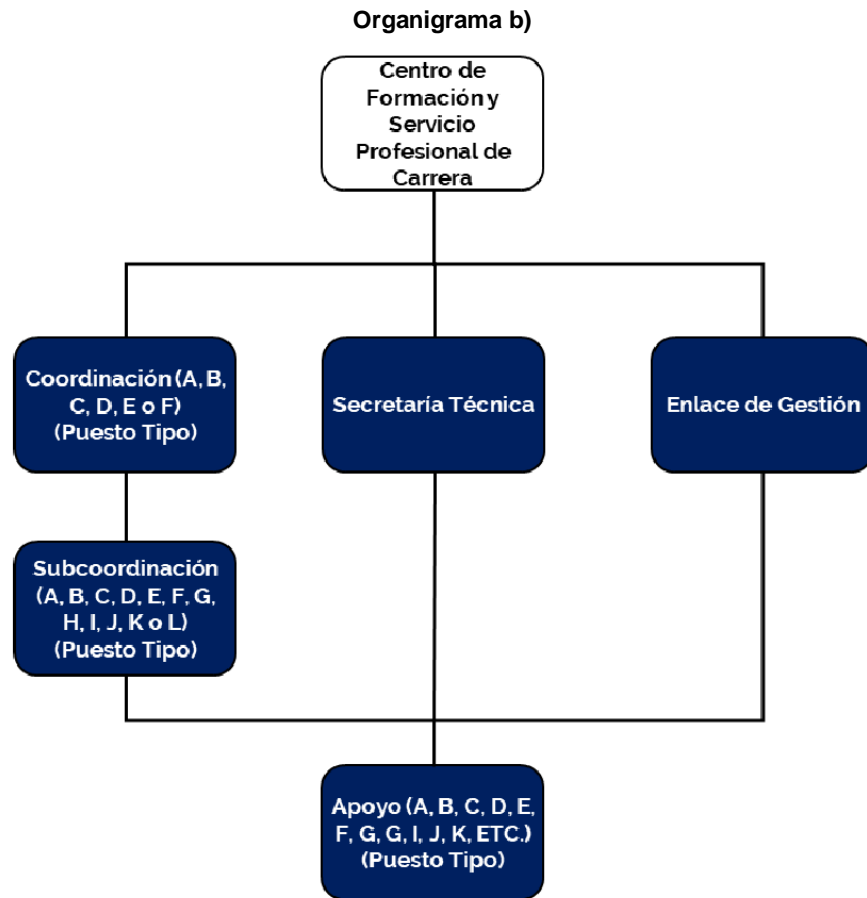 Organigrama b)
Centro de
Formación y
Servicio
Profesional de
Carrera
Coordinación (A, B,
C, D, E o F)
(Puesto Tipo)
Secretaría Técnica
Enlace de Gestión
Subcoordinación
(A, B, C, D, E, F, G,
H, I, J, K o L)
(Puesto Tipo)
Apoyo (A, B, C, D, E,
F, G, G, I, J, K, ETC.)
(Puesto Tipo)